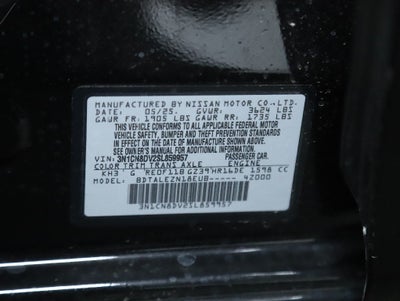 MANUFACTURED BY NISSAN MOTOR CO., LTD.
DATE: 05/25 GVWR: 3624 LBS
GAWR FR: 1905 LBS GAWR RR: 1735 LBS
THIS VEHICLE CONFORMS TO ALL APPLICABLE FEDERAL MOTOR
VEHICLE SAFETY, BUMPER AND THEFT PREVENTION STANDARDS
IN EFFECT ON THE DATE OF MANUFACTURE SHOWN ABOVE.
SEE OWNER'S MANUAL FOR ADDITIONAL INFORMATION.
VIN: 3N1CN8DV2SL859957 PASSENGER CAR.
COLOR TRIM TRANS AXLE ENGINE
KH3 G RE0F11B GZ39 HR16DE 1598 CC
MODEL: BDTALEZN18EUB----- 42000
3N1CN8DV2SL859957